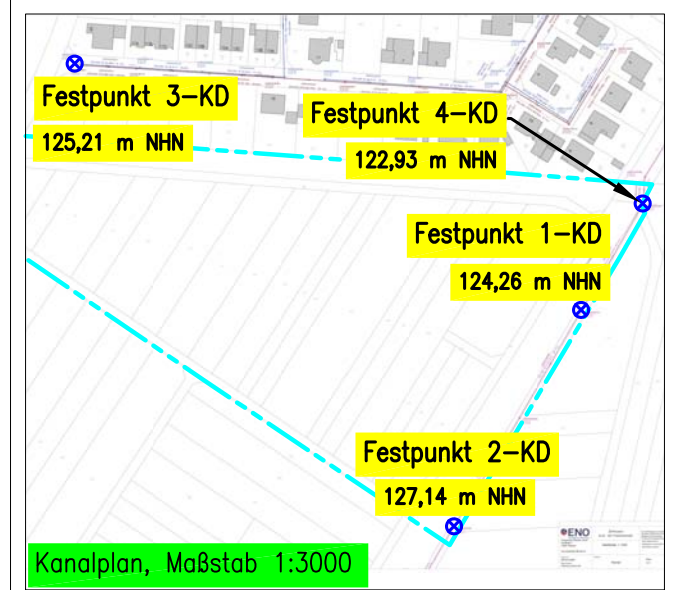 Festpunkt 3-KD
125,21 m NHN
Festpunkt 4-KD
122,93 m NHN
Festpunkt 1-KD
124,26 m NHN
Festpunkt 2-KD
127,14 m NHN
ENO
Kanalplan, Maßstab 1:3000